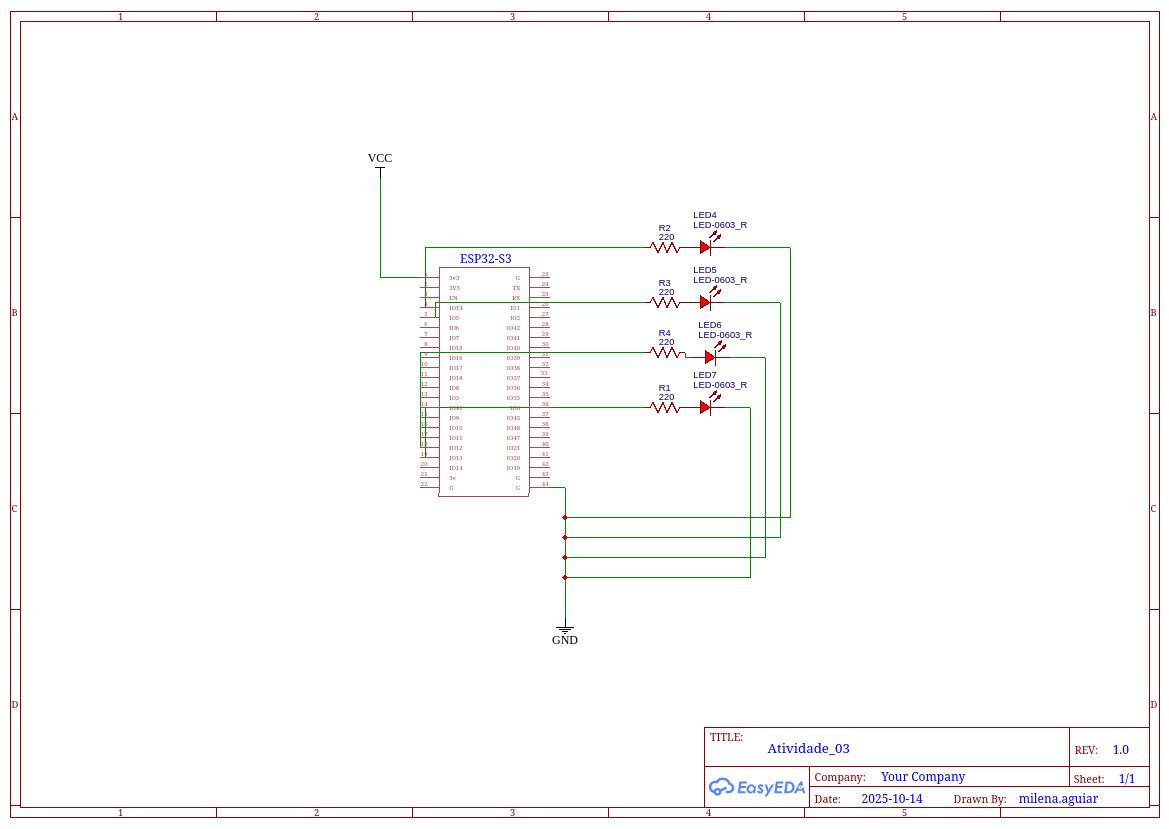 1 2 3 4 5
A A
VCC
LED4
LED-0603_R
R2
220
ESP32-S3
LED5
LED-0603_R
R3
220
B B
LED6
LED-0603_R
R4
220
LED7
LED-0603_R
R1
220
1 3v3 G 23
2 3V3 TX 24
3 EN RX 25
4 IOT4 IO1 26
5 IO5 IO2 27
6 IO6 IO42 28
7 IO7 IO41 29
8 IO15 IO40 30
9 IO16 IO39 31
10 IO17 IO38 32
11 IO18 IO37 33
12 IO8 IO36 34
13 IO3 IO35 35
14 36
15 IO9 IO45 37
16 IO10 IO48 38
17 IO11 IO47 39
18 IO12 IO21 40
19 IO13 IO20 41
20 IO14 IO19 42
21 5v G 43
22 G G 44
C C
GND
D D
TITLE:
Atividade_03
REV: 1.0
EasyEDA
Company: Your Company
Sheet: 1/1
Date: 2025-10-14 Drawn By: milena.aguiar
1 2 3 4 5